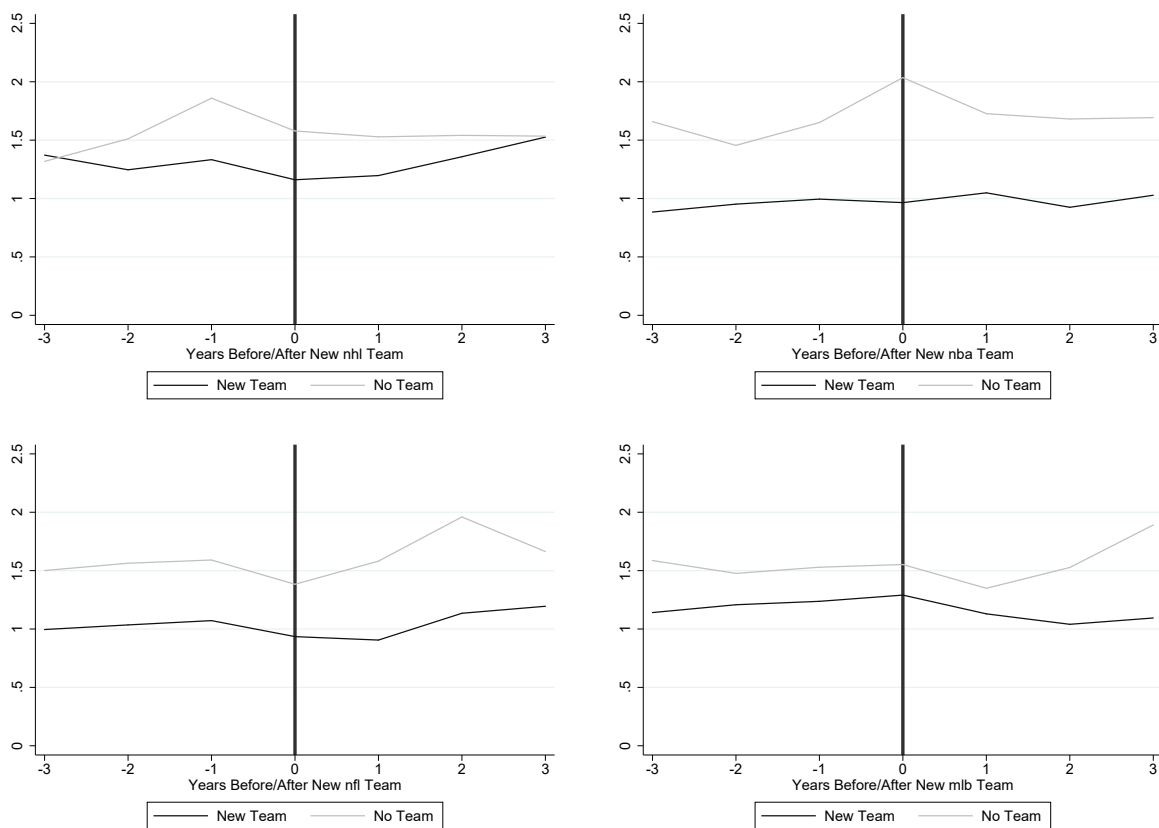 2.5
2
1.5
1
.5
0
-3 -2 -1 0 1 2 3
Years Before/After New nhl Team
New Team No Team
2.5
2
1.5
1
.5
0
-3 -2 -1 0 1 2 3
Years Before/After New nba Team
New Team No Team
2.5
2
1.5
1
.5
0
-3 -2 -1 0 1 2 3
Years Before/After New nfl Team
New Team No Team
2.5
2
1.5
1
.5
0
-3 -2 -1 0 1 2 3
Years Before/After New mlb Team
New Team No Team